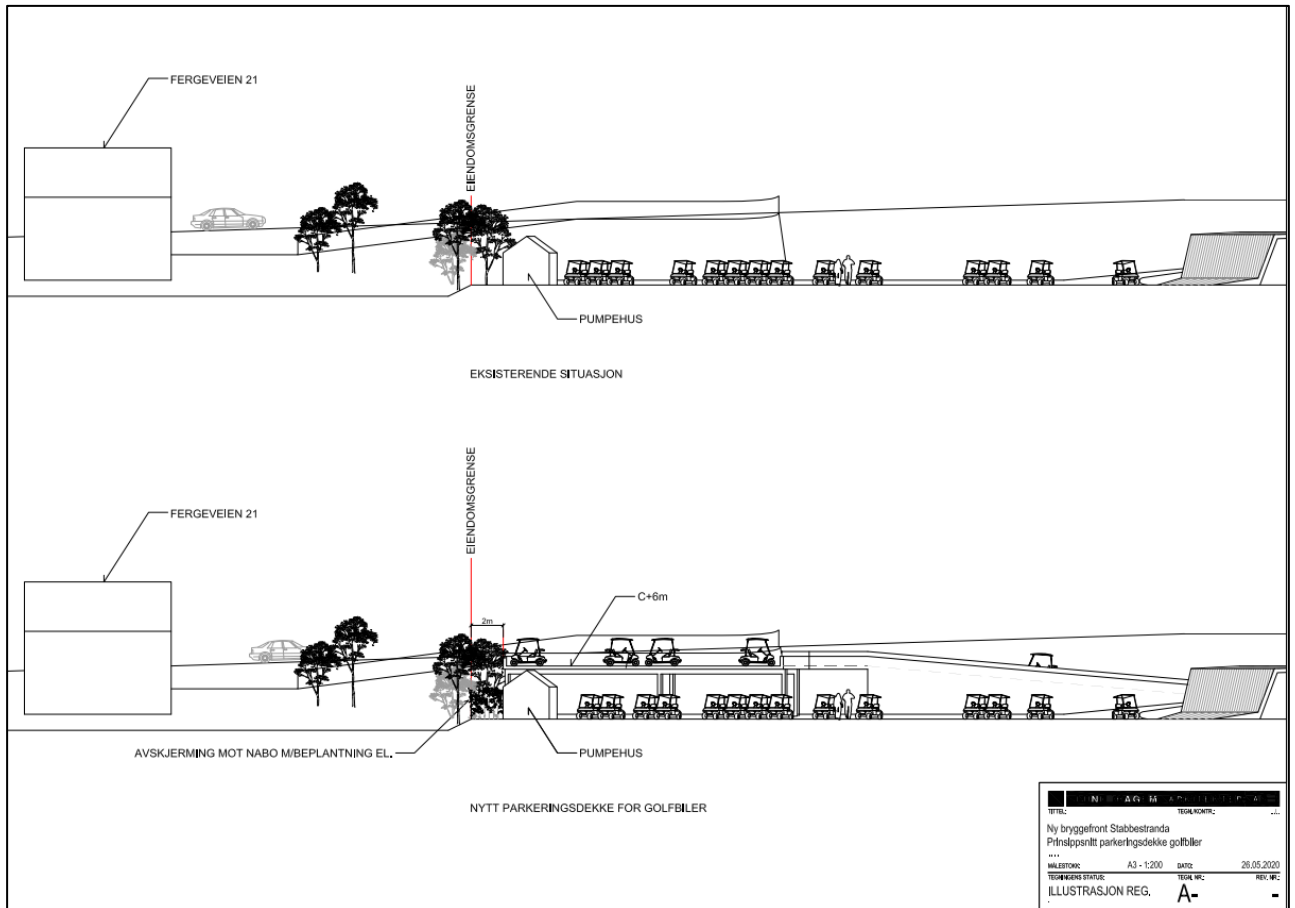 FERGEVEIEN 21
EIENDOMSGRENSE
PUMPEHUS
EKSISTERENDE SITUASJON
FERGEVEIEN 21
EIENDOMSGRENSE
C+6m
2m
AVSKJERMING MOT NABO M/BEPLANTNING EL.
PUMPEHUS
NYTT PARKERINGSDEKKE FOR GOLFBILER
TITTEL: TEGN./KONTR.: ../..
Ny bryggefront Stabbestranda
Prinsippsnitt parkeringsdekke golfbiler
....
MÅLESTOKK: A3 - 1:200 DATO: 26.05.2020
TEGNINGENS STATUS: TEGN. NR.: REV. NR.:
ILLUSTRASJON REG. A- -